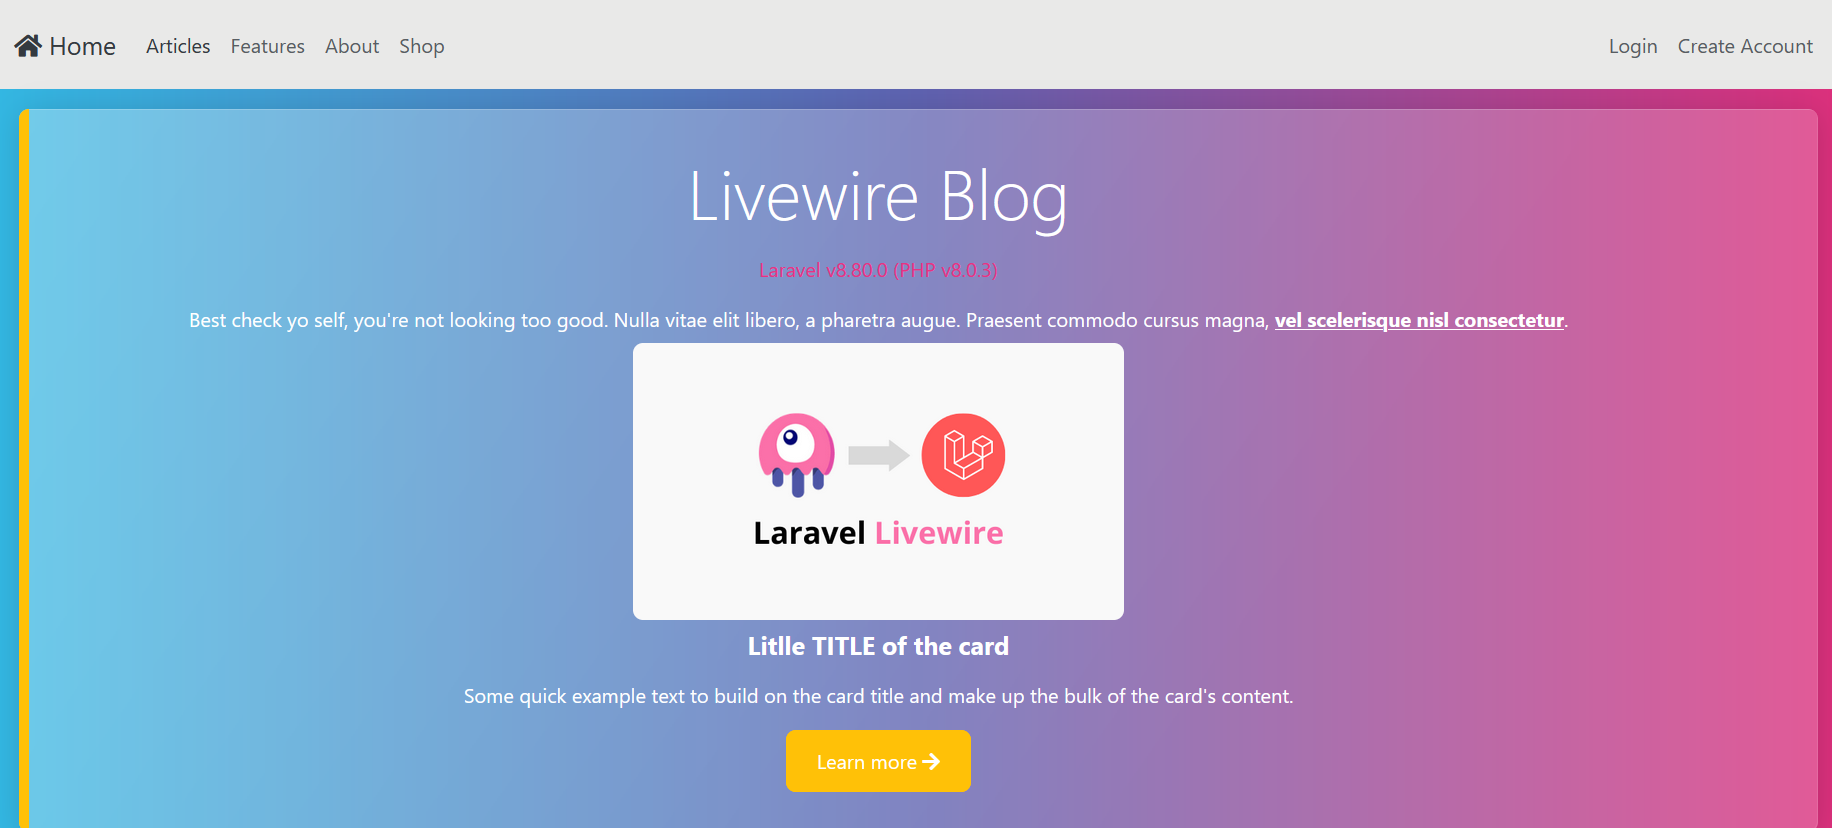 Home Articles Features About Shop Login Create Account
Livewire Blog
Laravel v8.80.0 (PHP v8.0.3)
Best check yo self, you're not looking too good. Nulla vitae elit libero, a pharetra augue. Praesent commodo cursus magna, vel scelerisque nisl consectetur.
Laravel Livewire
Litlle TITLE of the card
Some quick example text to build on the card title and make up the bulk of the card's content.
Learn more